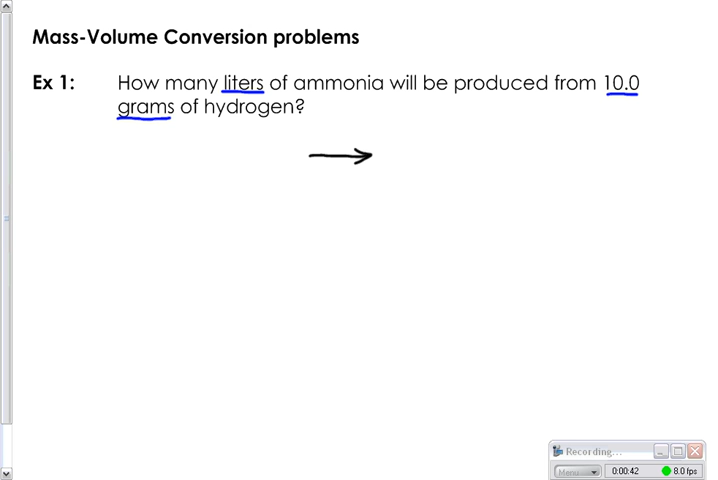 Mass-Volume Conversion problems
Ex 1: How many liters of ammonia will be produced from 10.0
grams of hydrogen?
Recording...
Menu 0:00:42 8.0 fps